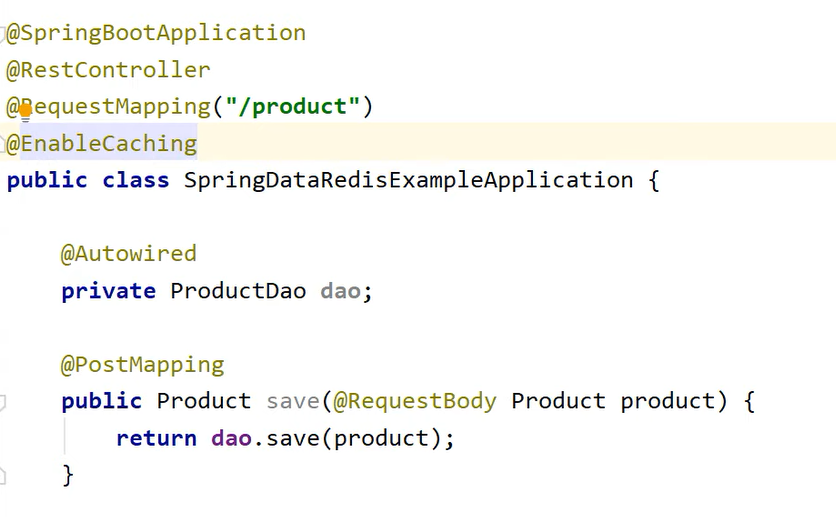 @SpringBootApplication
@RestController
@RequestMapping("/product")
@EnableCaching
public class SpringDataRedisExampleApplication {
@Autowired
private ProductDao dao;
@PostMapping
public Product save(@RequestBody Product product) {
return dao.save(product);
}